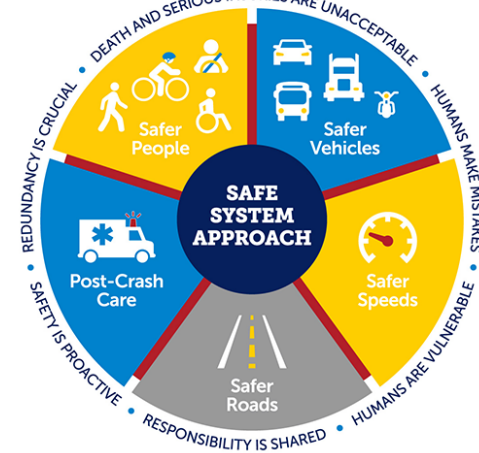 DEATH AND SERIOUS INJURIES ARE UNACCEPTABLE
HUMANS MAKE MISTAKES
HUMANS ARE VULNERABLE
RESPONSIBILITY IS SHARED
SAFETY IS PROACTIVE
REDUNDANCY IS CRUCIAL
Safer
People
Safer
Vehicles
SAFE
SYSTEM
APPROACH
Post-Crash
Care
Safer
Speeds
Safer
Roads